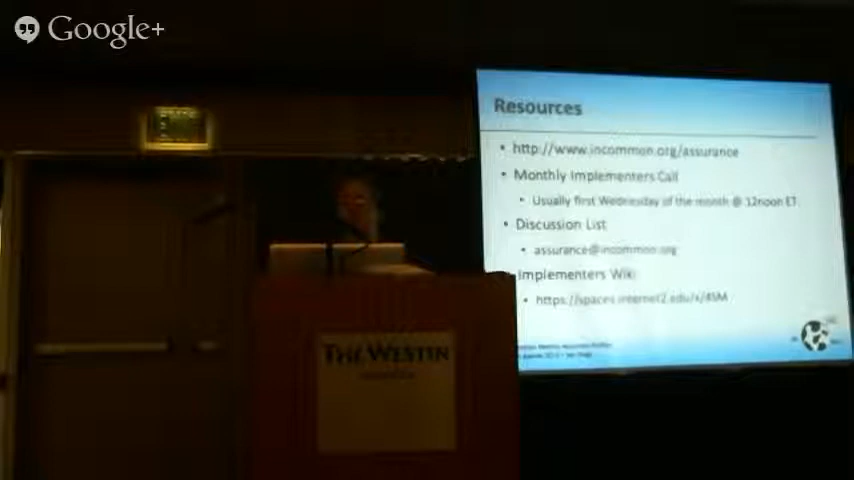 Google+
Resources
http://www.incommon.org/assurance
Monthly Implementers Call
Usually first Wednesday of the month @ 12noon ET
Discussion List
assurance@incommon.org
Implementers Wiki
https://spaces.internet2.edu/x/4SM
THE WESTIN